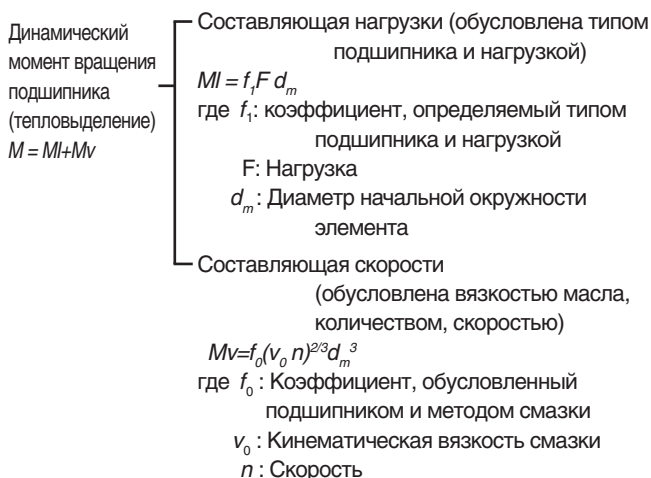 Динамический
момент вращения
подшипника
(тепловыделение)
M = Ml+Mv
Составляющая нагрузки (обусловлена типом
подшипника и нагрузкой)
Ml = f₁F dₘ
где f₁: коэффициент, определяемый типом
подшипника и нагрузкой
F: Нагрузка
dₘ: Диаметр начальной окружности
элемента
Составляющая скорости
(обусловлена вязкостью масла,
количеством, скоростью)
Mv=f₀(v₀ n)²ᐟ³dₘ³
где f₀ : Коэффициент, обусловленный
подшипником и методом смазки
v₀ : Кинематическая вязкость смазки
n : Скорость